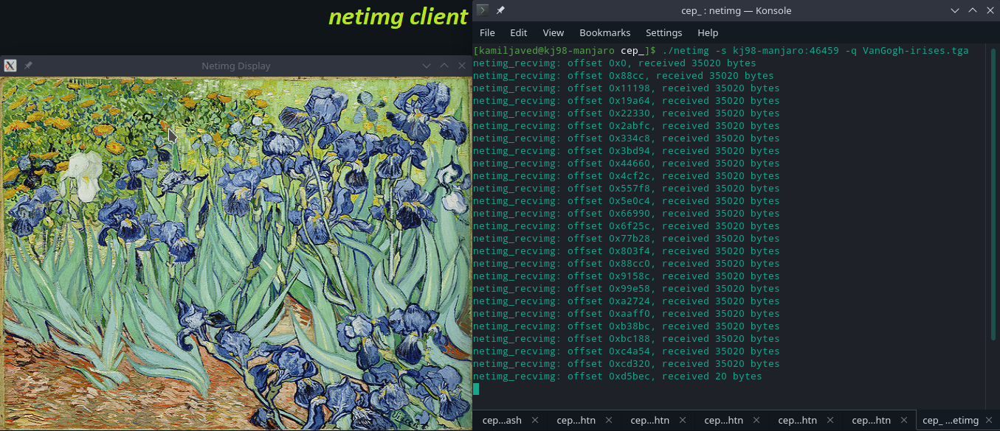 netimg client
Netimg Display
cep_ : netimg — Konsole
File Edit View Bookmarks Settings Help
[kamiljaved@kj98-manjaro cep_]$ ./netimg -s kj98-manjaro:46459 -q VanGogh-irises.tga
netimg_recvimg: offset 0x0, received 35020 bytes
netimg_recvimg: offset 0x88cc, received 35020 bytes
netimg_recvimg: offset 0x11198, received 35020 bytes
netimg_recvimg: offset 0x19a64, received 35020 bytes
netimg_recvimg: offset 0x22330, received 35020 bytes
netimg_recvimg: offset 0x2abfc, received 35020 bytes
netimg_recvimg: offset 0x334c8, received 35020 bytes
netimg_recvimg: offset 0x3bd94, received 35020 bytes
netimg_recvimg: offset 0x44660, received 35020 bytes
netimg_recvimg: offset 0x4cf2c, received 35020 bytes
netimg_recvimg: offset 0x557f8, received 35020 bytes
netimg_recvimg: offset 0x5e0c4, received 35020 bytes
netimg_recvimg: offset 0x66990, received 35020 bytes
netimg_recvimg: offset 0x6f25c, received 35020 bytes
netimg_recvimg: offset 0x77b28, received 35020 bytes
netimg_recvimg: offset 0x803f4, received 35020 bytes
netimg_recvimg: offset 0x88cc0, received 35020 bytes
netimg_recvimg: offset 0x9158c, received 35020 bytes
netimg_recvimg: offset 0x99e58, received 35020 bytes
netimg_recvimg: offset 0xa2724, received 35020 bytes
netimg_recvimg: offset 0xaaff0, received 35020 bytes
netimg_recvimg: offset 0xb38bc, received 35020 bytes
netimg_recvimg: offset 0xbc188, received 35020 bytes
netimg_recvimg: offset 0xc4a54, received 35020 bytes
netimg_recvimg: offset 0xcd320, received 35020 bytes
netimg_recvimg: offset 0xd5bec, received 20 bytes
cep...ash cep...htn cep...htn cep...htn cep...htn cep...htn cep_ ...etimg